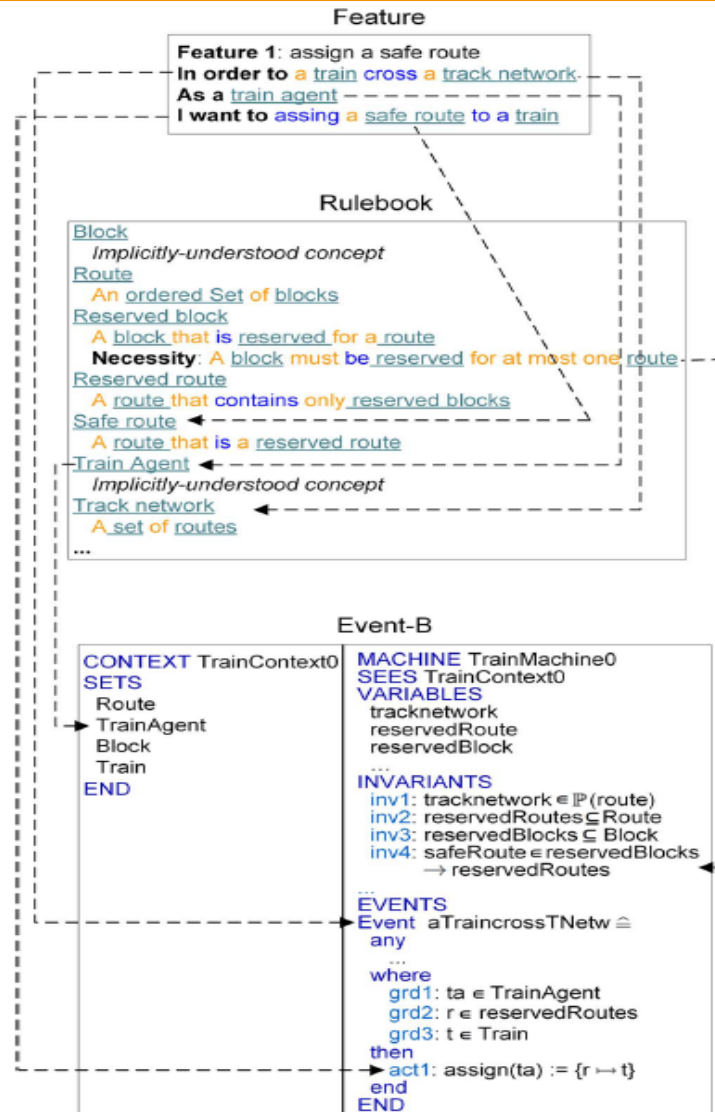 Feature
Feature 1: assign a safe route
In order to a train cross a track network
As a train agent
I want to assing a safe route to a train
Rulebook
Block
Implicitly-understood concept
Route
An ordered Set of blocks
Reserved block
A block that is reserved for a route
Necessity: A block must be reserved for at most one route
Reserved route
A route that contains only reserved blocks
Safe route
A route that is a reserved route
Train Agent
Implicitly-understood concept
Track network
A set of routes
...
Event-B
CONTEXT TrainContext0
SETS
Route
TrainAgent
Block
Train
END
MACHINE TrainMachine0
SEES TrainContext0
VARIABLES
tracknetwork
reservedRoute
reservedBlock
...
INVARIANTS
inv1: tracknetwork ∈ ℙ(route)
inv2: reservedRoutes ⊆ Route
inv3: reservedBlocks ⊆ Block
inv4: safeRoute ∈ reservedBlocks
→ reservedRoutes
...
EVENTS
Event aTraincrossTNetw ≙
any
...
where
grd1: ta ∈ TrainAgent
grd2: r ∈ reservedRoutes
grd3: t ∈ Train
then
act1: assign(ta) := {r ↦ t}
end
END